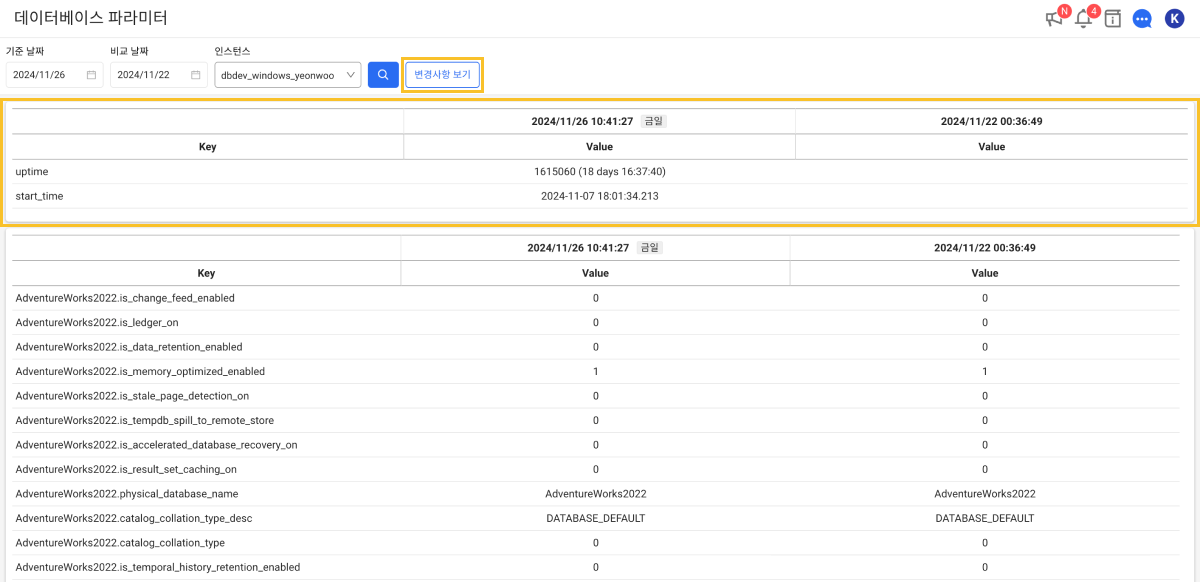 데이터베이스 파라미터
N
4
K
기준 날짜 비교 날짜 인스턴스
2024/11/26 2024/11/22 dbdev_windows_yeonwoo 변경사항 보기
2024/11/26 10:41:27 금일 2024/11/22 00:36:49
Key Value Value
uptime 1615060 (18 days 16:37:40)
start_time 2024-11-07 18:01:34.213
2024/11/26 10:41:27 금일 2024/11/22 00:36:49
Key Value Value
AdventureWorks2022.is_change_feed_enabled 0 0
AdventureWorks2022.is_ledger_on 0 0
AdventureWorks2022.is_data_retention_enabled 0 0
AdventureWorks2022.is_memory_optimized_enabled 1 1
AdventureWorks2022.is_stale_page_detection_on 0 0
AdventureWorks2022.is_tempdb_spill_to_remote_store 0 0
AdventureWorks2022.is_accelerated_database_recovery_on 0 0
AdventureWorks2022.is_result_set_caching_on 0 0
AdventureWorks2022.physical_database_name AdventureWorks2022 AdventureWorks2022
AdventureWorks2022.catalog_collation_type_desc DATABASE_DEFAULT DATABASE_DEFAULT
AdventureWorks2022.catalog_collation_type 0 0
AdventureWorks2022.is_temporal_history_retention_enabled 0 0